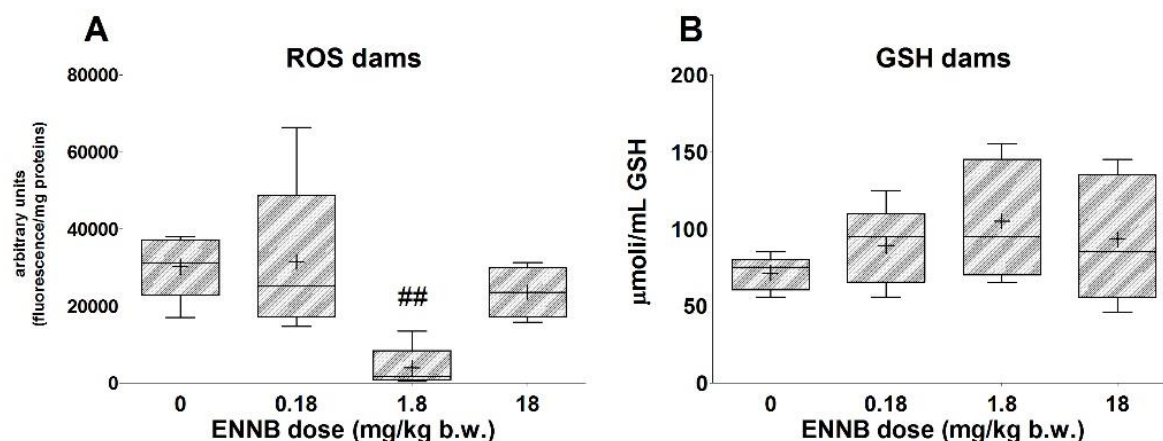 A
ROS dams
arbitrary units
(fluorescence/mg proteins)
80000
60000
40000
20000
0
##
0 0.18 1.8 18
ENNB dose (mg/kg b.w.)
B
GSH dams
μmoli/mL GSH
200
150
100
50
0
0 0.18 1.8 18
ENNB dose (mg/kg b.w.)